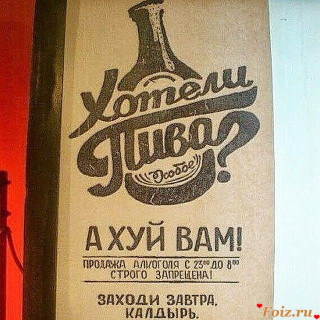 Хотели
Пива?
Особое
А ХУЙ ВАМ!
ПРОДАЖА АЛКОГОЛЯ С 23⁰⁰ ДО 8⁰⁰
СТРОГО ЗАПРЕЩЕНА!
ЗАХОДИ ЗАВТРА,
КАЛДЫРЬ.
Foiz.ru